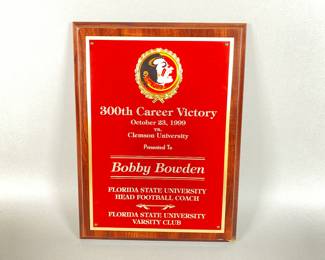 300th Career Victory
October 23, 1999
vs.
Clemson University
Presented To
Bobby Bowden
FLORIDA STATE UNIVERSITY
HEAD FOOTBALL COACH
FLORIDA STATE UNIVERSITY
VARSITY CLUB